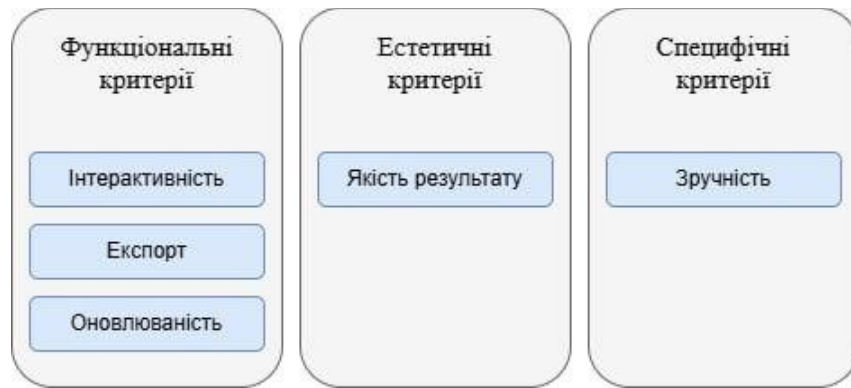 Функціональні
критерії
Інтерактивність
Експорт
Оновлюваність
Естетичні
критерії
Якість результату
Специфічні
критерії
Зручність